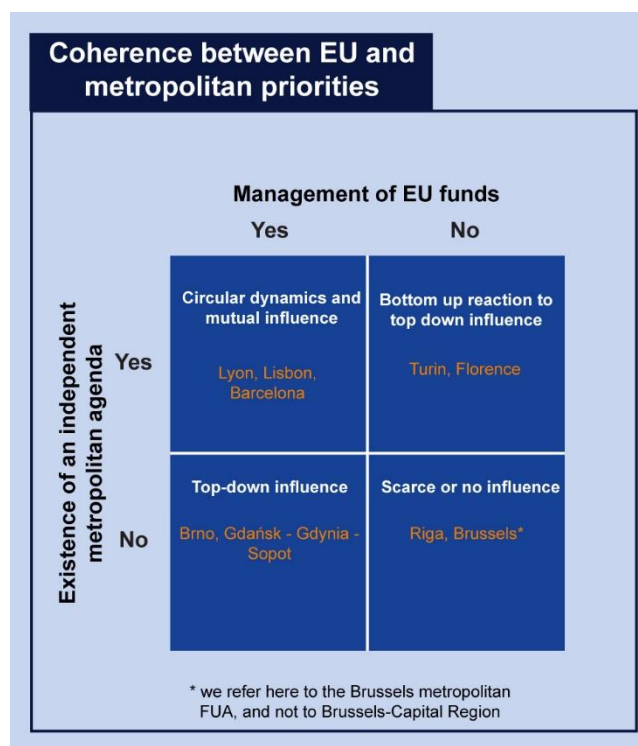 Coherence between EU and
metropolitan priorities
Management of EU funds
Yes
No
Existence of an independent
metropolitan agenda
Yes
Circular dynamics and
mutual influence
Lyon, Lisbon,
Barcelona
Bottom up reaction to
top down influence
Turin, Florence
No
Top-down influence
Brno, Gdańsk - Gdynia -
Sopot
Scarce or no influence
Riga, Brussels*
* we refer here to the Brussels metropolitan
FUA, and not to Brussels-Capital Region